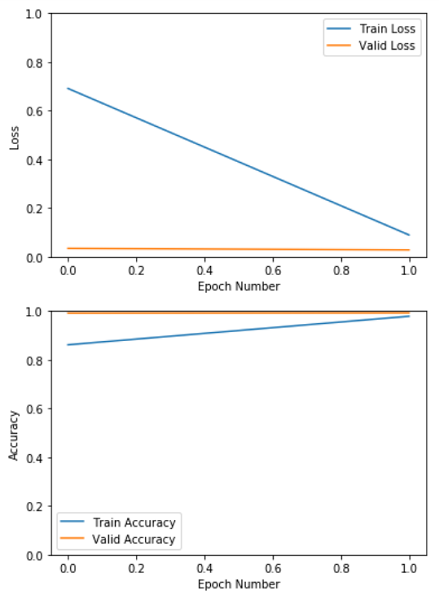 1.0
0.8
0.6
0.4
0.2
0.0
Loss
Train Loss
Valid Loss
0.0 0.2 0.4 0.6 0.8 1.0
Epoch Number
1.0
0.8
0.6
0.4
0.2
0.0
Accuracy
Train Accuracy
Valid Accuracy
0.0 0.2 0.4 0.6 0.8 1.0
Epoch Number